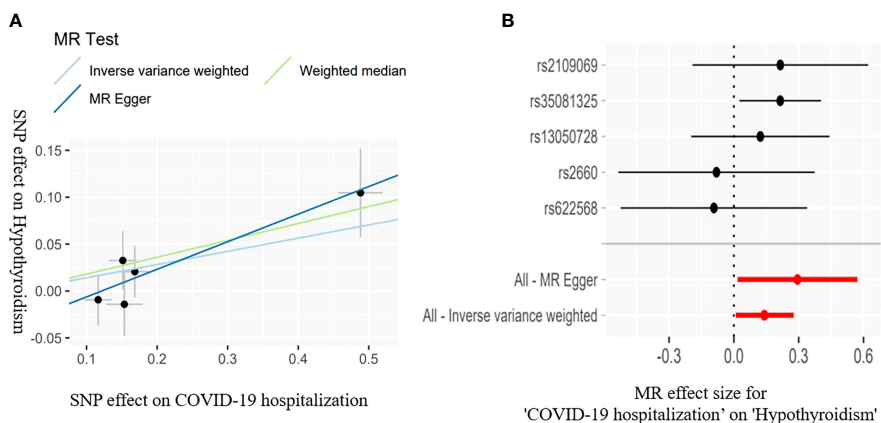 A
MR Test
Inverse variance weighted
Weighted median
MR Egger
SNP effect on Hypothyroidism
0.15
0.10
0.05
0.00
-0.05
0.1
0.2
0.3
0.4
0.5
SNP effect on COVID-19 hospitalization
B
rs2109069
rs35081325
rs13050728
rs2660
rs622568
All - MR Egger
All - Inverse variance weighted
-0.3
0.0
0.3
0.6
MR effect size for
'COVID-19 hospitalization’ on 'Hypothyroidism'